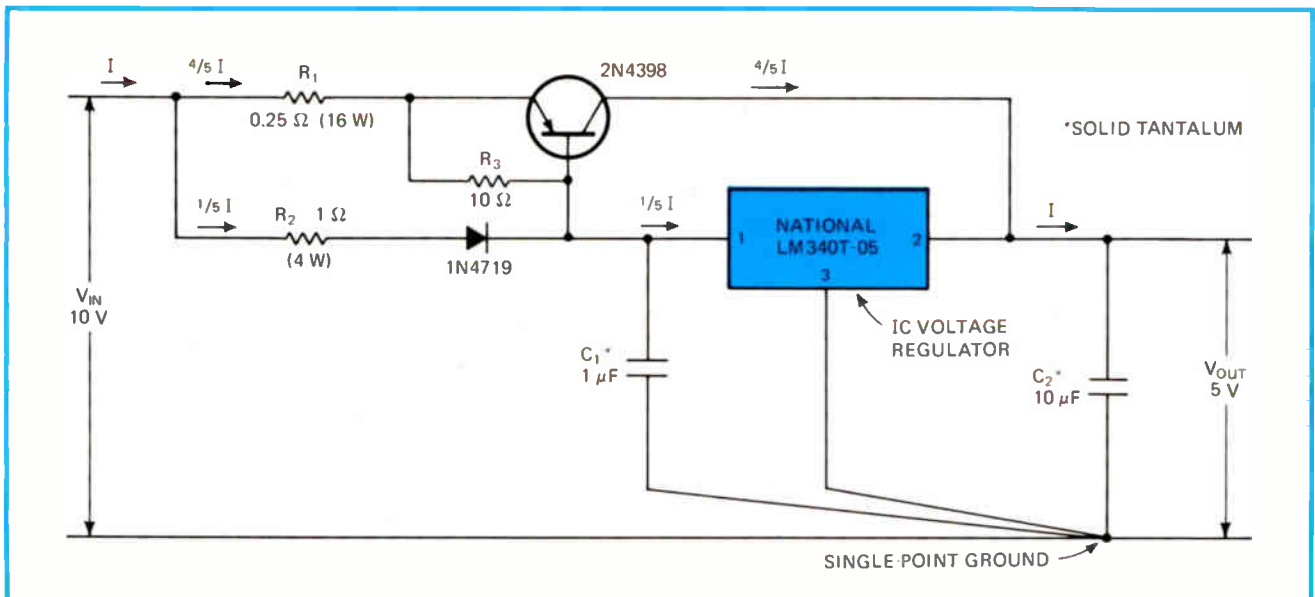 I
4/5 I
R1
0.25 Ω (16 W)
2N4398
4/5 I
*SOLID TANTALUM
R3
10 Ω
1/5 I
R2 1 Ω
(4 W)
1N4719
1/5 I
1
NATIONAL
LM340T-05
2
3
I
IC VOLTAGE
REGULATOR
VIN
10 V
C1*
1 μF
C2*
10 μF
VOUT
5 V
SINGLE-POINT GROUND